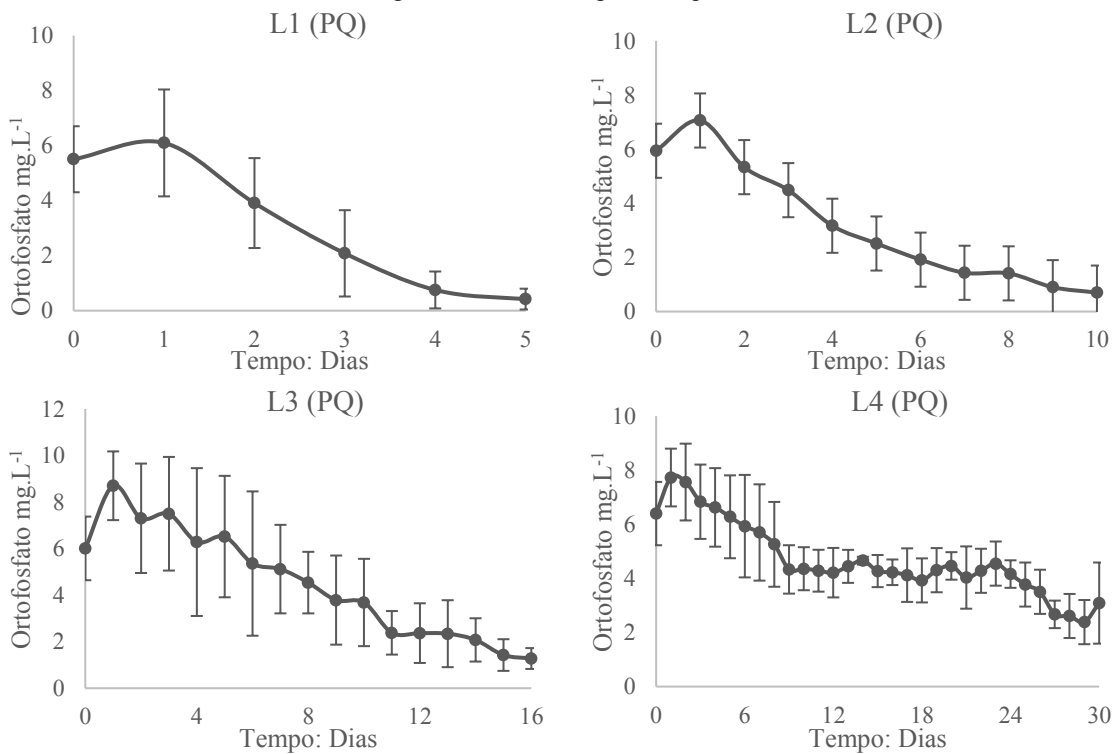 L1 (PQ)
10
8
6
4
2
0
Ortofosfato mg.L-1
0 1 2 3 4 5
Tempo: Dias
L2 (PQ)
10
8
6
4
2
0
Ortofosfato mg.L-1
0 2 4 6 8 10
Tempo: Dias
L3 (PQ)
12
10
8
6
4
2
0
Ortofosfato mg.L-1
0 4 8 12 16
Tempo: Dias
L4 (PQ)
10
8
6
4
2
0
Ortofosfato mg.L-1
0 6 12 18 24 30
Tempo: Dias